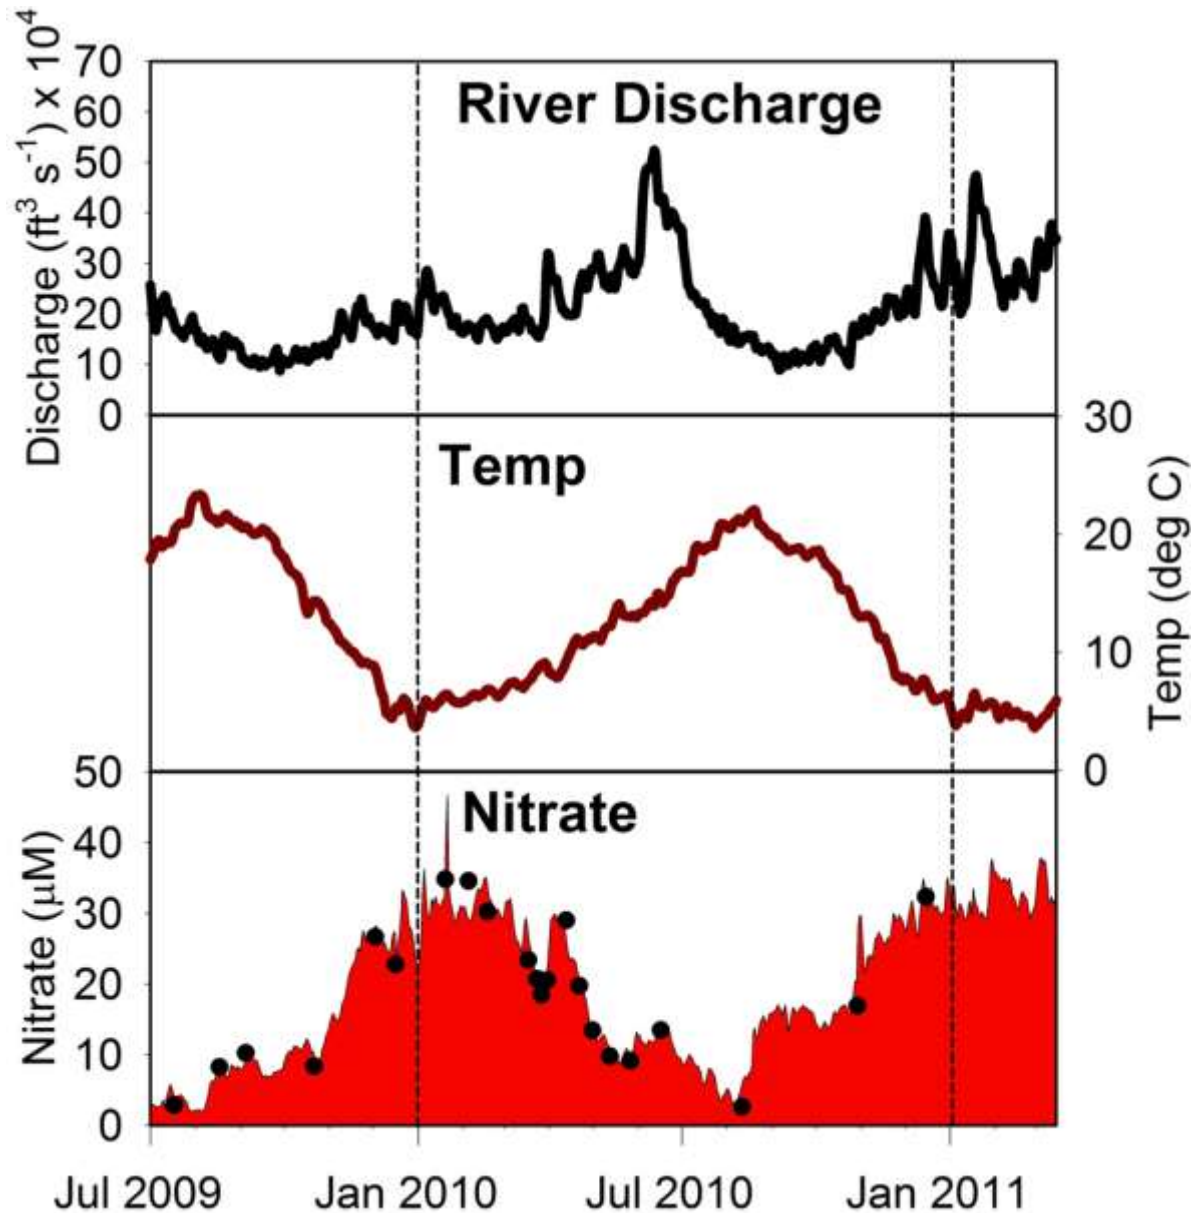 Discharge (ft³ s⁻¹) x 10⁴
70
60
50
40
30
20
10
0
River Discharge
Temp
30
20
10
0
Temp (deg C)
Nitrate
Nitrate (μM)
50
40
30
20
10
0
Jul 2009 Jan 2010 Jul 2010 Jan 2011